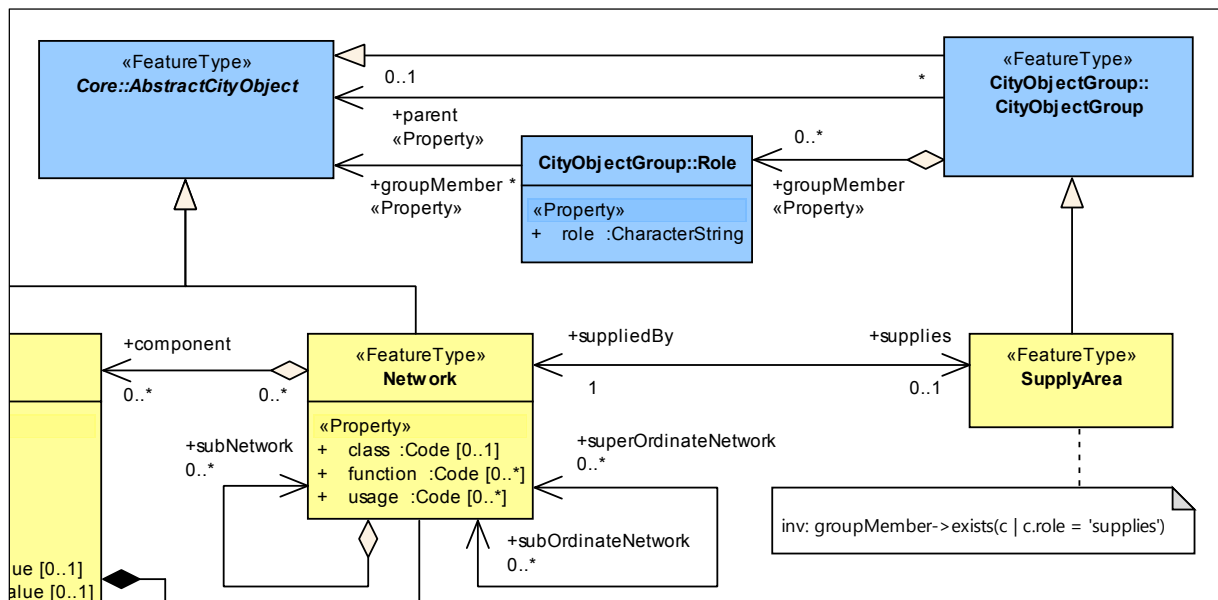 «FeatureType»
Core::AbstractCityObject
0..1
*
+parent
«Property»
«FeatureType»
CityObjectGroup::
CityObjectGroup
+groupMember *
«Property»
CityObjectGroup::Role
«Property»
+ role :CharacterString
0..*
+groupMember
«Property»
+component
0..*
0..*
«FeatureType»
Network
«Property»
+ class :Code [0..1]
+ function :Code [0..*]
+ usage :Code [0..*]
+suppliedBy
1
+supplies
0..1
«FeatureType»
SupplyArea
+subNetwork
0..*
+superOrdinateNetwork
0..*
+subOrdinateNetwork
0..*
inv: groupMember->exists(c | c.role = 'supplies')
ue [0..1]
alue [0..1]